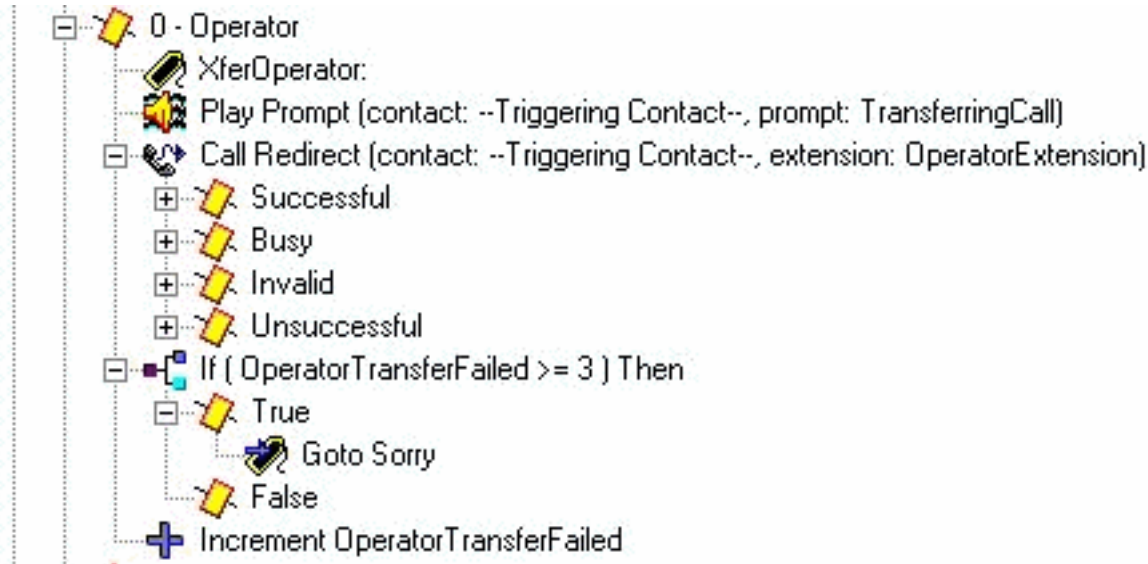 0 - Operator
XferOperator:
Play Prompt (contact: --Triggering Contact--, prompt: TransferringCall)
Call Redirect (contact: --Triggering Contact--, extension: OperatorExtension)
Successful
Busy
Invalid
Unsuccessful
If ( OperatorTransferFailed >= 3 ) Then
True
Goto Sorry
False
Increment OperatorTransferFailed